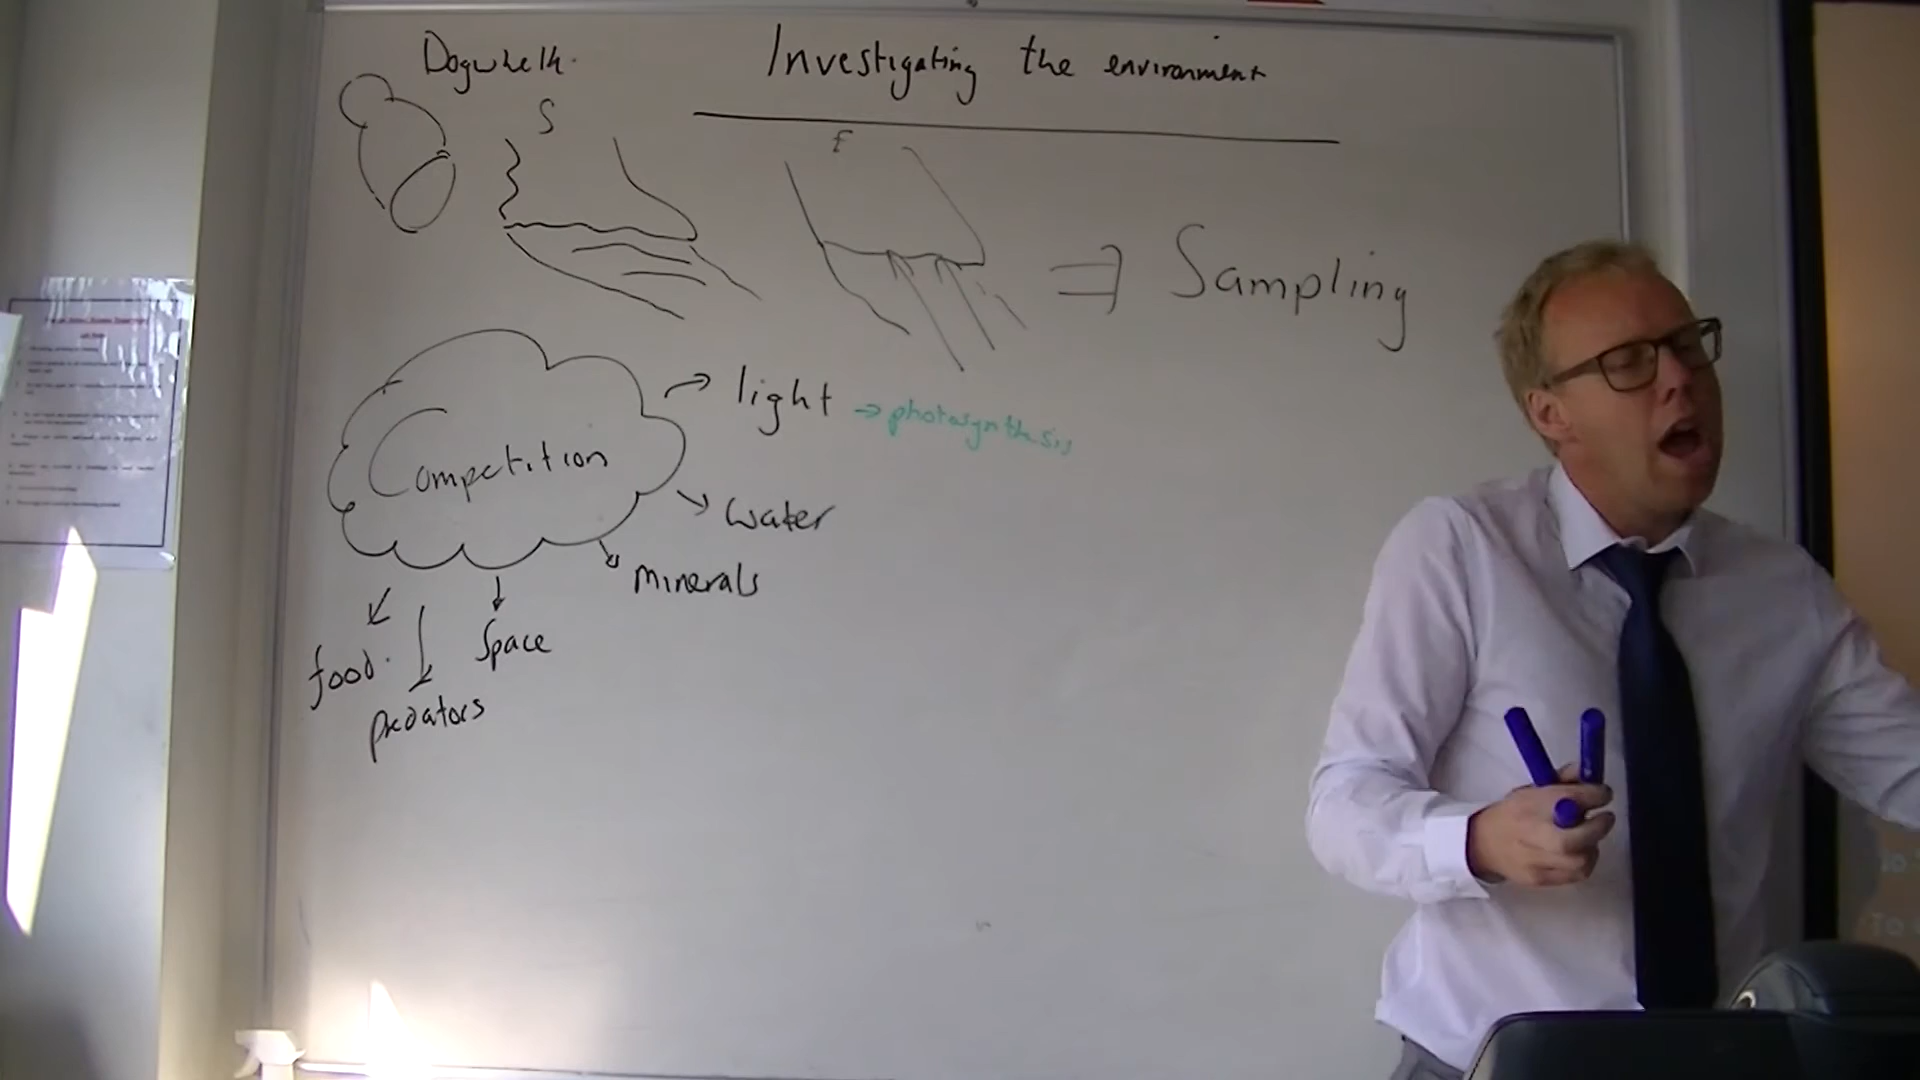 Dogwhelk.
Investigating the environment
S
f
⇒ Sampling
Competition
→ light → photosynthesis
→ water
→ minerals
→ Space
→ food.
→ predators